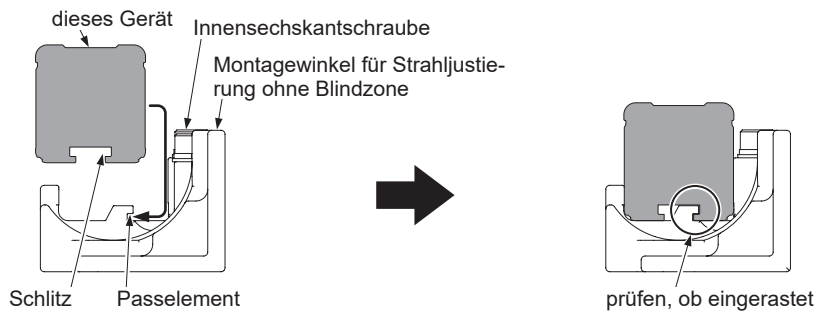 dieses Gerät
Innensechskantschraube
Montagewinkel für Strahljustie-
rung ohne Blindzone
Schlitz
Passelement
prüfen, ob eingerastet